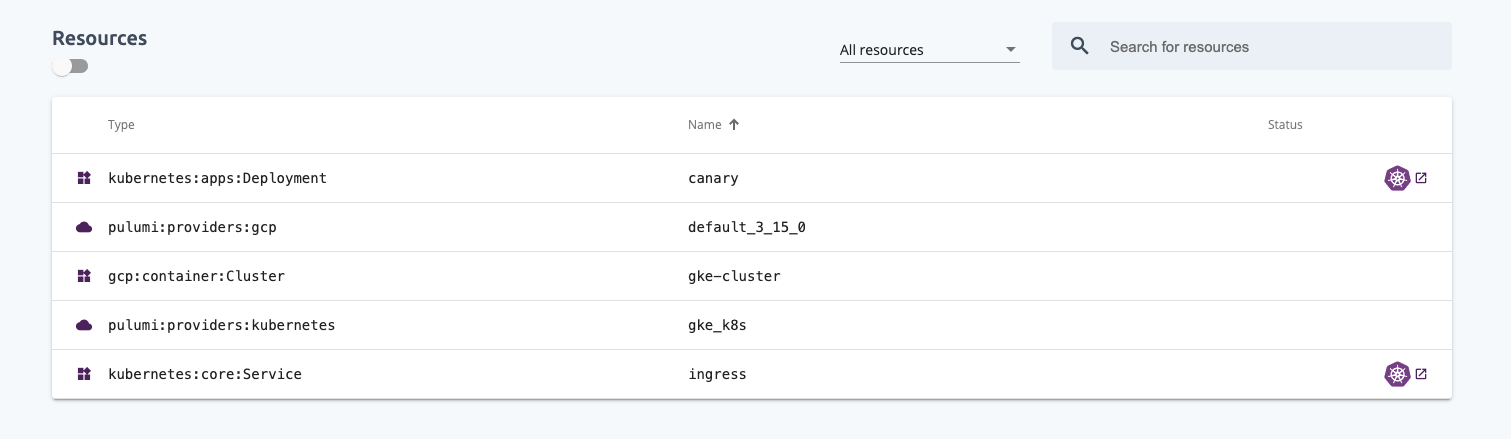 Resources
All resources
Search for resources
Type Name Status
kubernetes:apps:Deployment canary
pulumi:providers:gcp default_3_15_0
gcp:container:Cluster gke-cluster
pulumi:providers:kubernetes gke_k8s
kubernetes:core:Service ingress